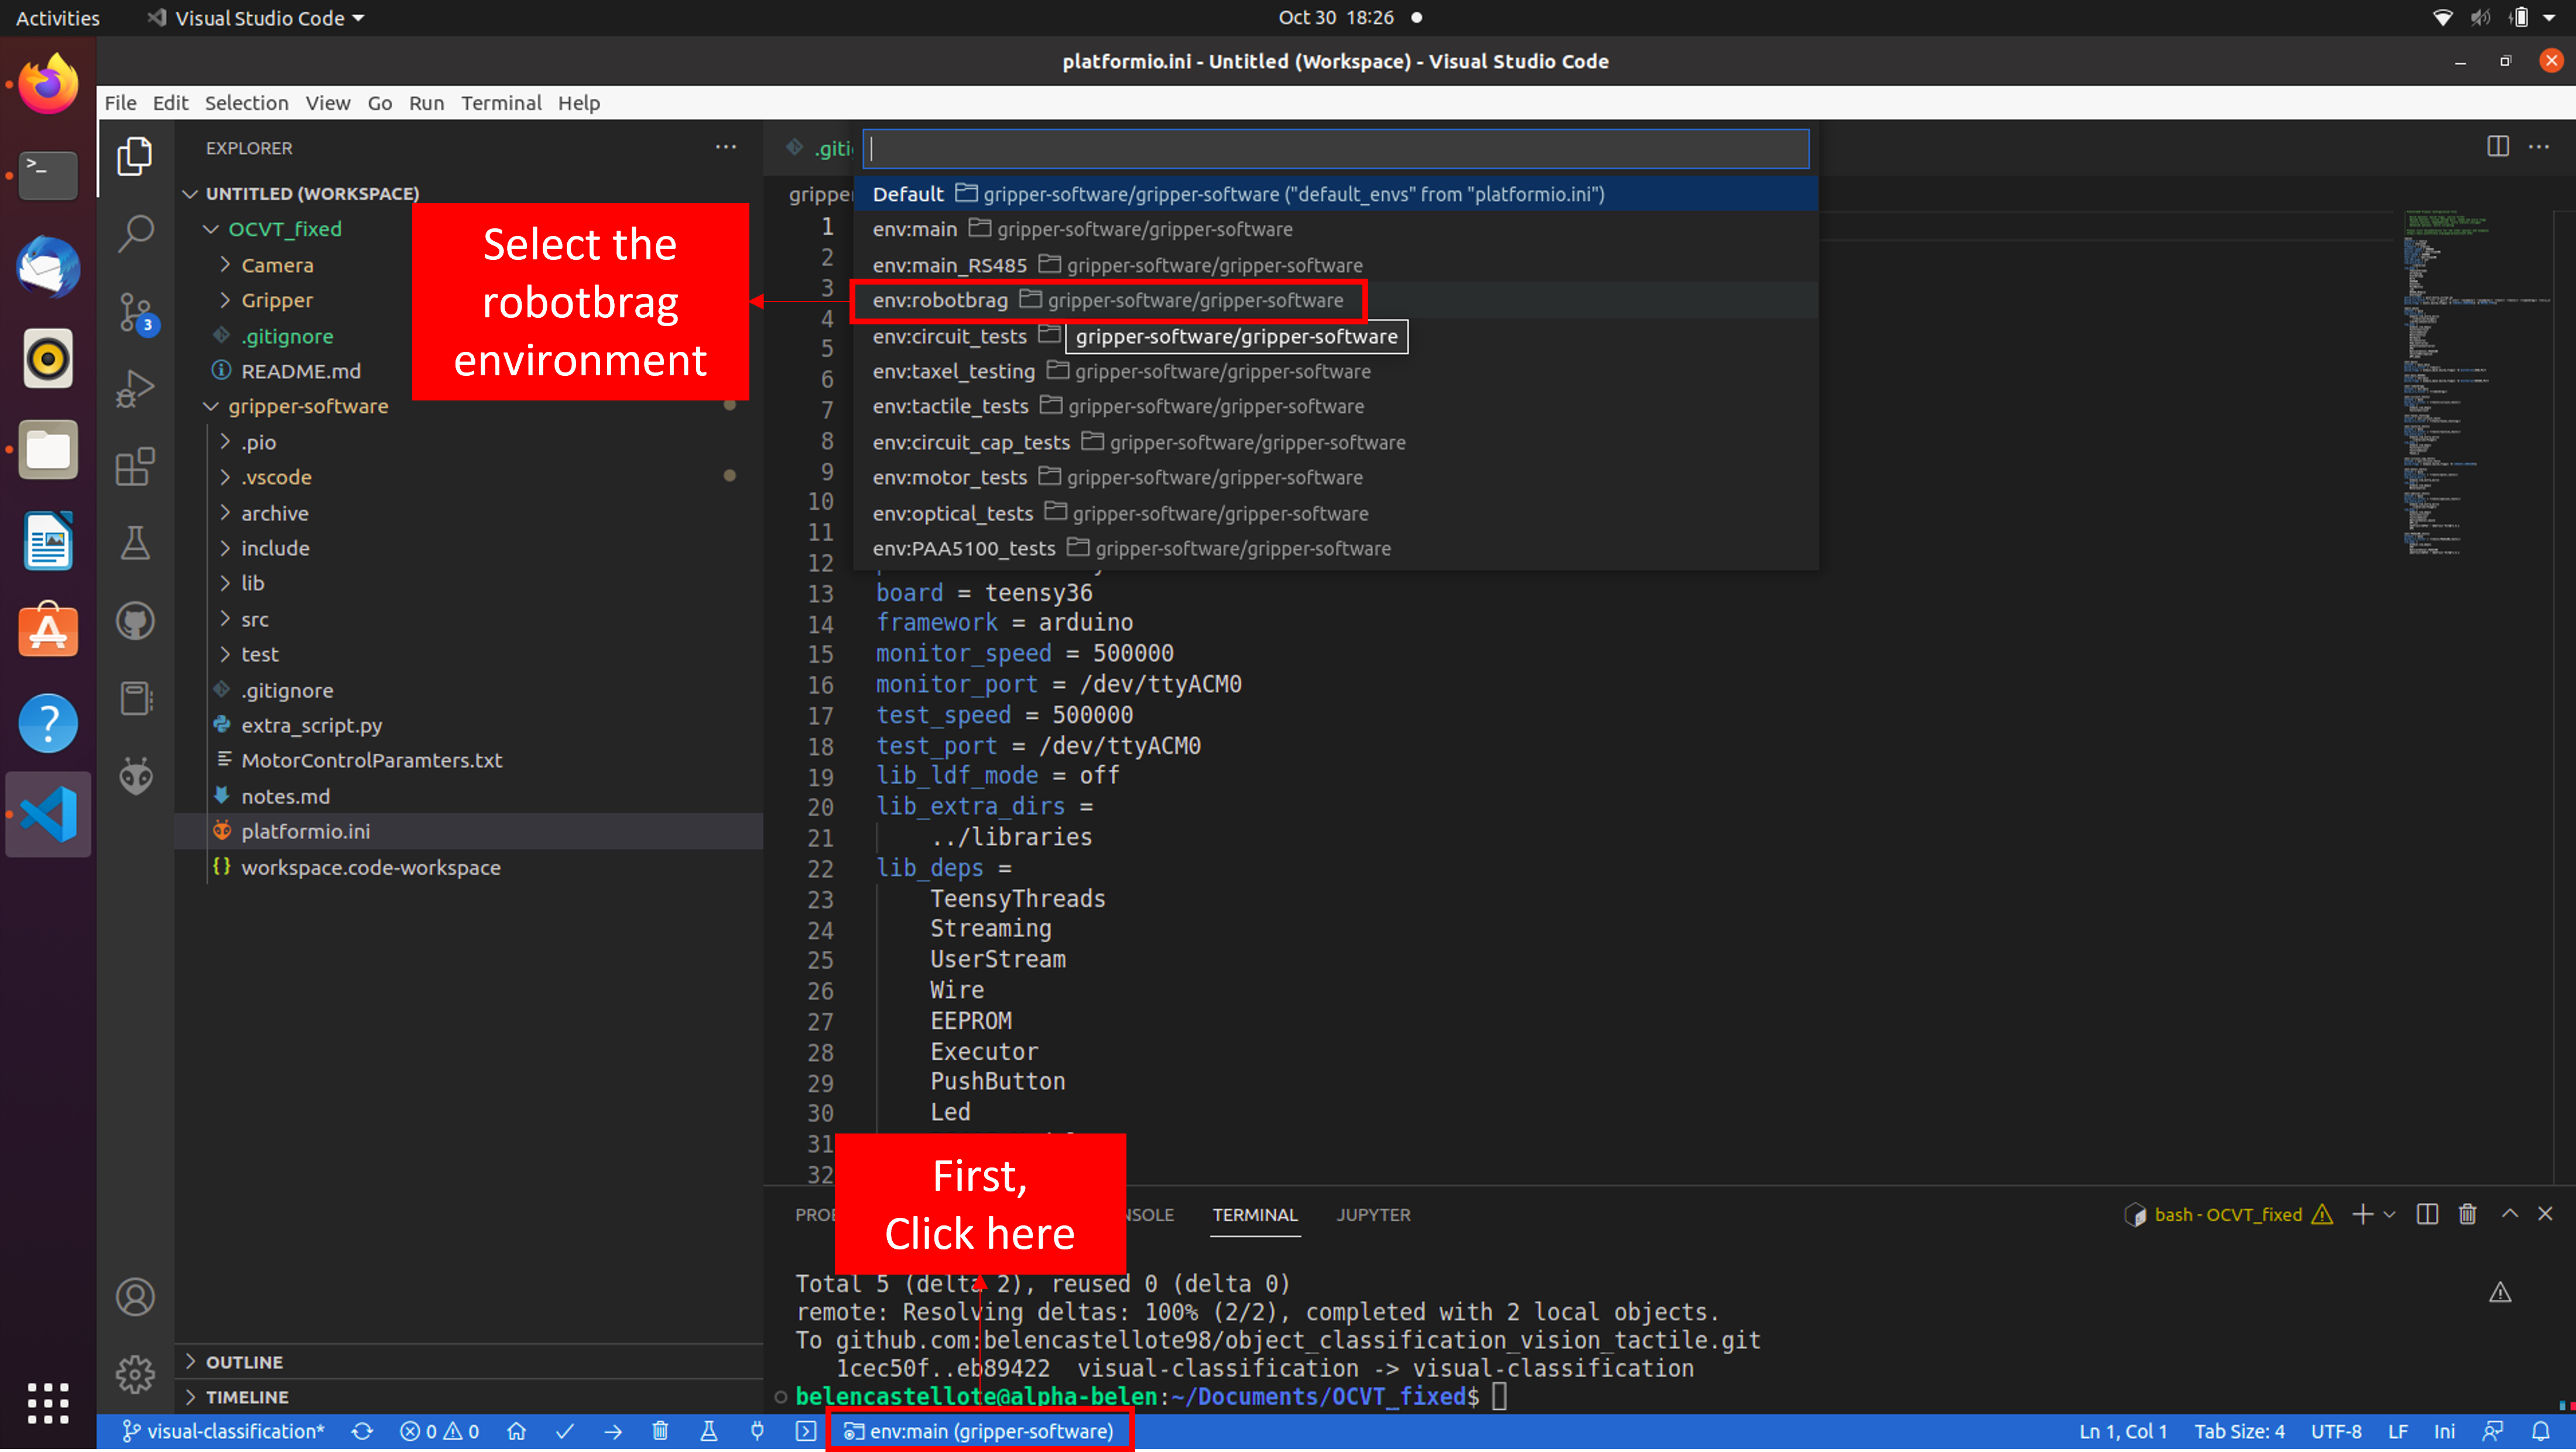 Activities
Visual Studio Code
Oct 30 18:26
platformio.ini - Untitled (Workspace) - Visual Studio Code
File Edit Selection View Go Run Terminal Help
EXPLORER
UNTITLED (WORKSPACE)
OCVT_fixed
Camera
Gripper
.gitignore
README.md
gripper-software
.pio
.vscode
archive
include
lib
src
test
.gitignore
extra_script.py
MotorControlParamters.txt
notes.md
platformio.ini
workspace.code-workspace
OUTLINE
TIMELINE
3
Select the
robotbrag
environment
.giti
gripper
Default gripper-software/gripper-software ("default_envs" from "platformio.ini")
env:main gripper-software/gripper-software
env:main_RS485 gripper-software/gripper-software
env:robotbrag gripper-software/gripper-software
env:circuit_tests gripper-software/gripper-software
env:taxel_testing gripper-software/gripper-software
env:tactile_tests gripper-software/gripper-software
env:circuit_cap_tests gripper-software/gripper-software
env:motor_tests gripper-software/gripper-software
env:optical_tests gripper-software/gripper-software
env:PAA5100_tests gripper-software/gripper-software
1
2
3
4
5
6
7
8
9
10
11
12
13 board = teensy36
14 framework = arduino
15 monitor_speed = 500000
16 monitor_port = /dev/ttyACM0
17 test_speed = 500000
18 test_port = /dev/ttyACM0
19 lib_ldf_mode = off
20 lib_extra_dirs =
21 ../libraries
22 lib_deps =
23 TeensyThreads
24 Streaming
25 UserStream
26 Wire
27 EEPROM
28 Executor
29 PushButton
30 Led
31
32
First,
Click here
PROB NSOLE TERMINAL JUPYTER
bash - OCVT_fixed
Total 5 (delta 2), reused 0 (delta 0)
remote: Resolving deltas: 100% (2/2), completed with 2 local objects.
To github.com:belencastellote98/object_classification_vision_tactile.git
1cec50f..eb89422 visual-classification -> visual-classification
belencastellote@alpha-belen:~/Documents/OCVT_fixed$
visual-classification* 0 0 env:main (gripper-software) Ln 1, Col 1 Tab Size: 4 UTF-8 LF Ini